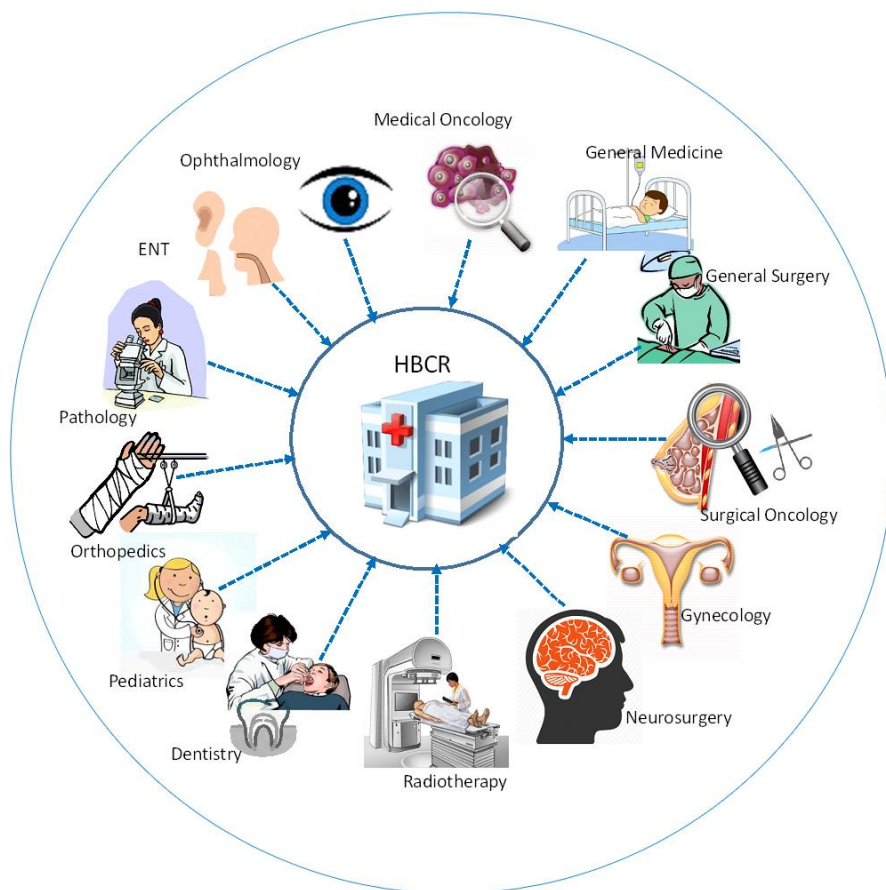 Medical Oncology
Ophthalmology
General Medicine
ENT
General Surgery
HBCR
Pathology
Surgical Oncology
Orthopedics
Gynecology
Pediatrics
Neurosurgery
Dentistry
Radiotherapy